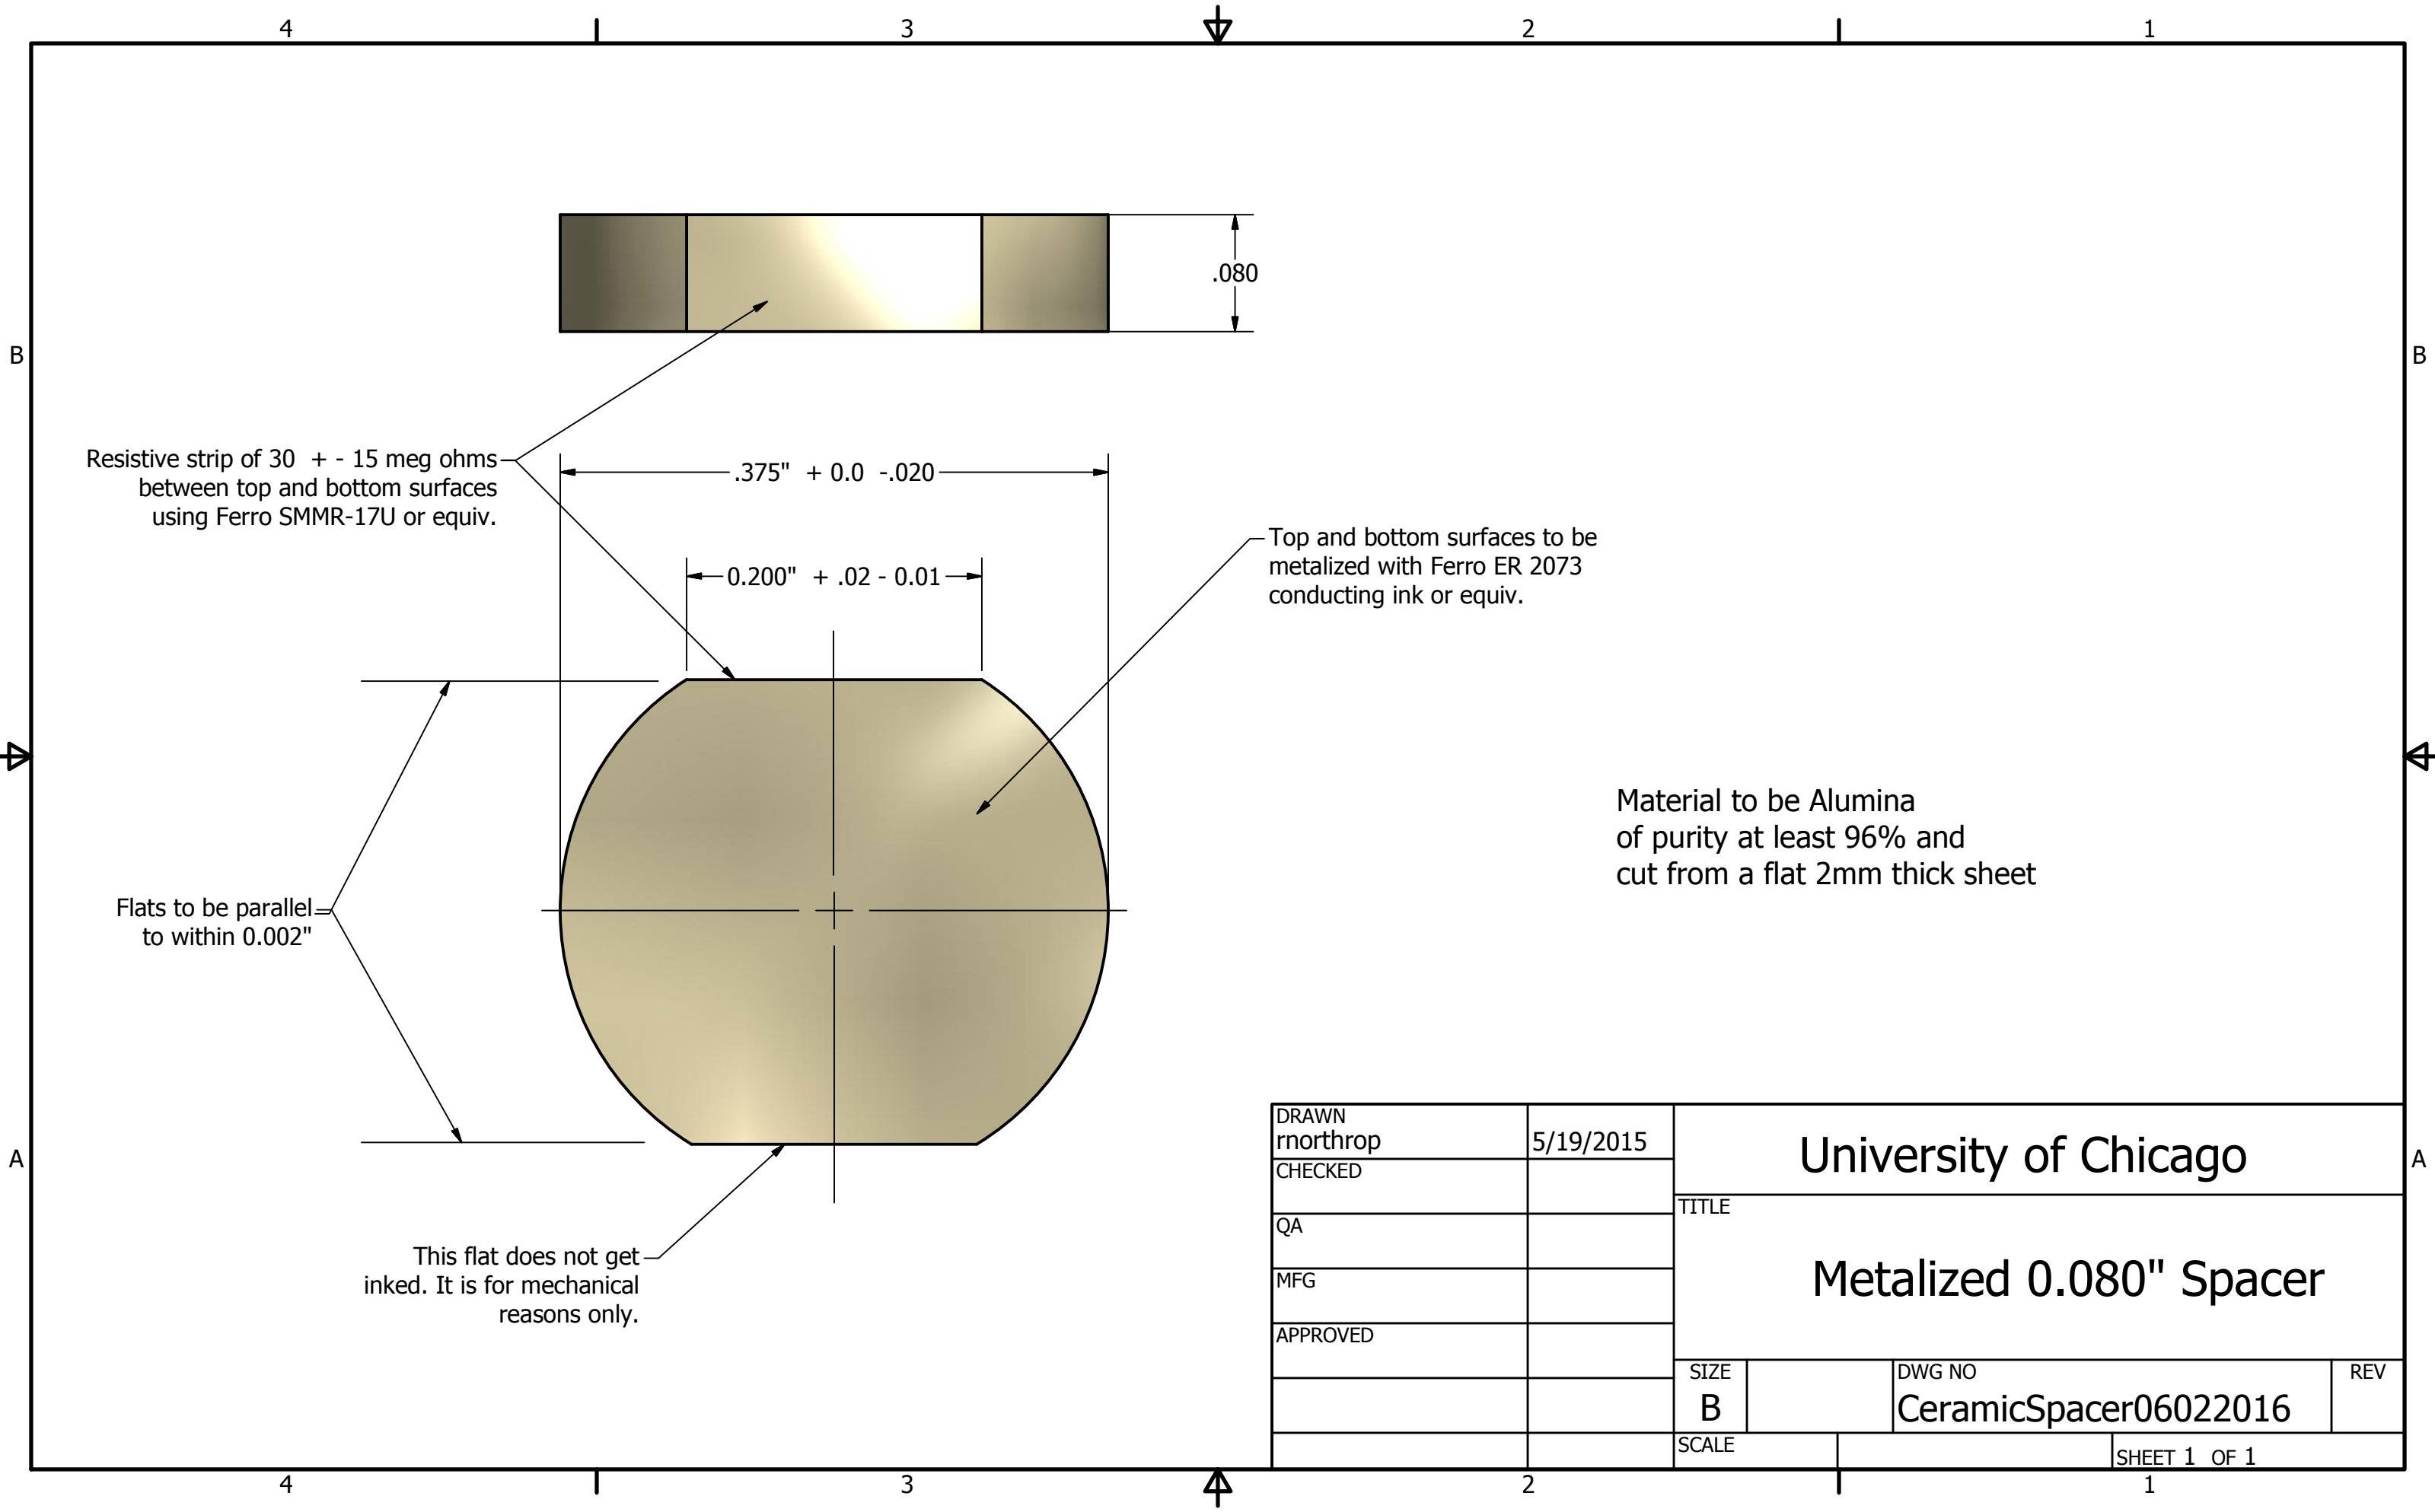 4 3 2 1
.080
B B
Resistive strip of 30  + - 15 meg ohms
between top and bottom surfaces
using Ferro SMMR-17U or equiv.
.375"  + 0.0  -.020
0.200"  + .02 - 0.01
Top and bottom surfaces to be
metalized with Ferro ER 2073
conducting ink or equiv.
Material to be Alumina
of purity at least 96% and
cut from a flat 2mm thick sheet
Flats to be parallel
to within 0.002"
This flat does not get
inked. It is for mechanical
reasons only.
A A
DRAWN
rnorthrop 5/19/2015
CHECKED
QA
MFG
APPROVED
University of Chicago
TITLE
Metalized 0.080" Spacer
SIZE
B
DWG NO
CeramicSpacer06022016
REV
SCALE
SHEET 1 OF 1
4 3 2 1